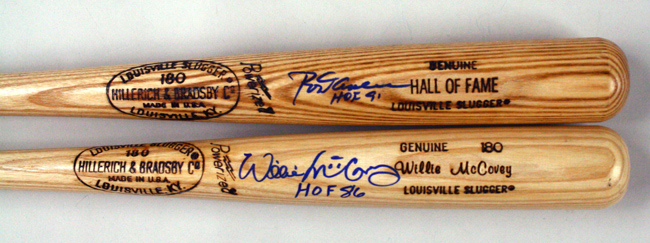 LOUISVILLE SLUGGER
180
HILLERICH & BRADSBY Cº
MADE IN U.S.A.
LOUISVILLE KY
Powerized
HOF 91
GENUINE
HALL OF FAME
LOUISVILLE SLUGGER®
LOUISVILLE SLUGGER
180
HILLERICH & BRADSBY Cº
MADE IN U.S.A.
LOUISVILLE, KY
Powerized
Willie McCovey
HOF 86
GENUINE 180
Willie McCovey
LOUISVILLE SLUGGER®